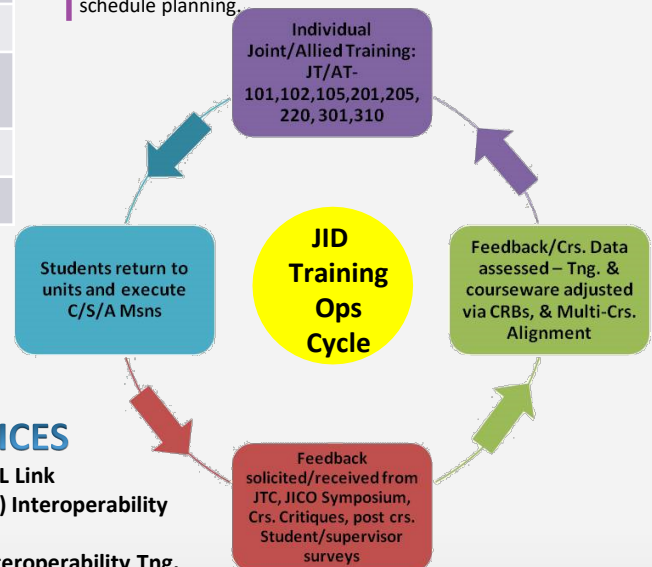 schedule planning.
Individual
Joint/Allied Training:
JT/AT-
101,102,105,201,205,
220, 301,310
Students return to
units and execute
C/S/A Msns
JID
Training
Ops
Cycle
Feedback/Crs. Data
assessed – Tng. &
courseware adjusted
via CRBs, & Multi-Crs.
Alignment
Feedback
solicited/received from
JTC, JICO Symposium,
Crs. Critiques, post crs.
Student/supervisor
surveys
Link
) Interoperability
Tng.